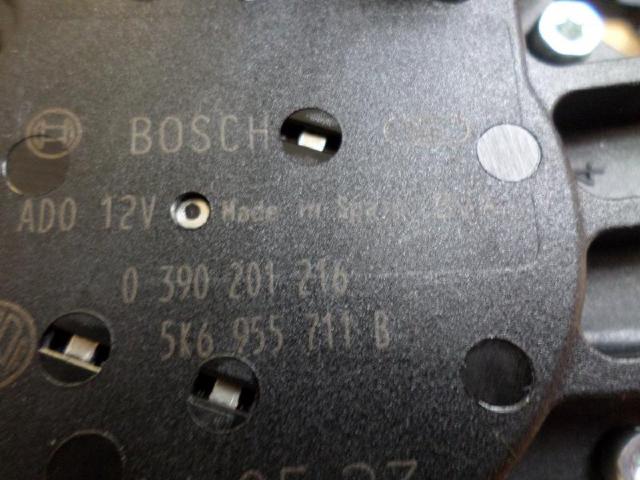 BOSCH
ADO 12V Made in Spain
0 390 201 216
5K6 955 711 B